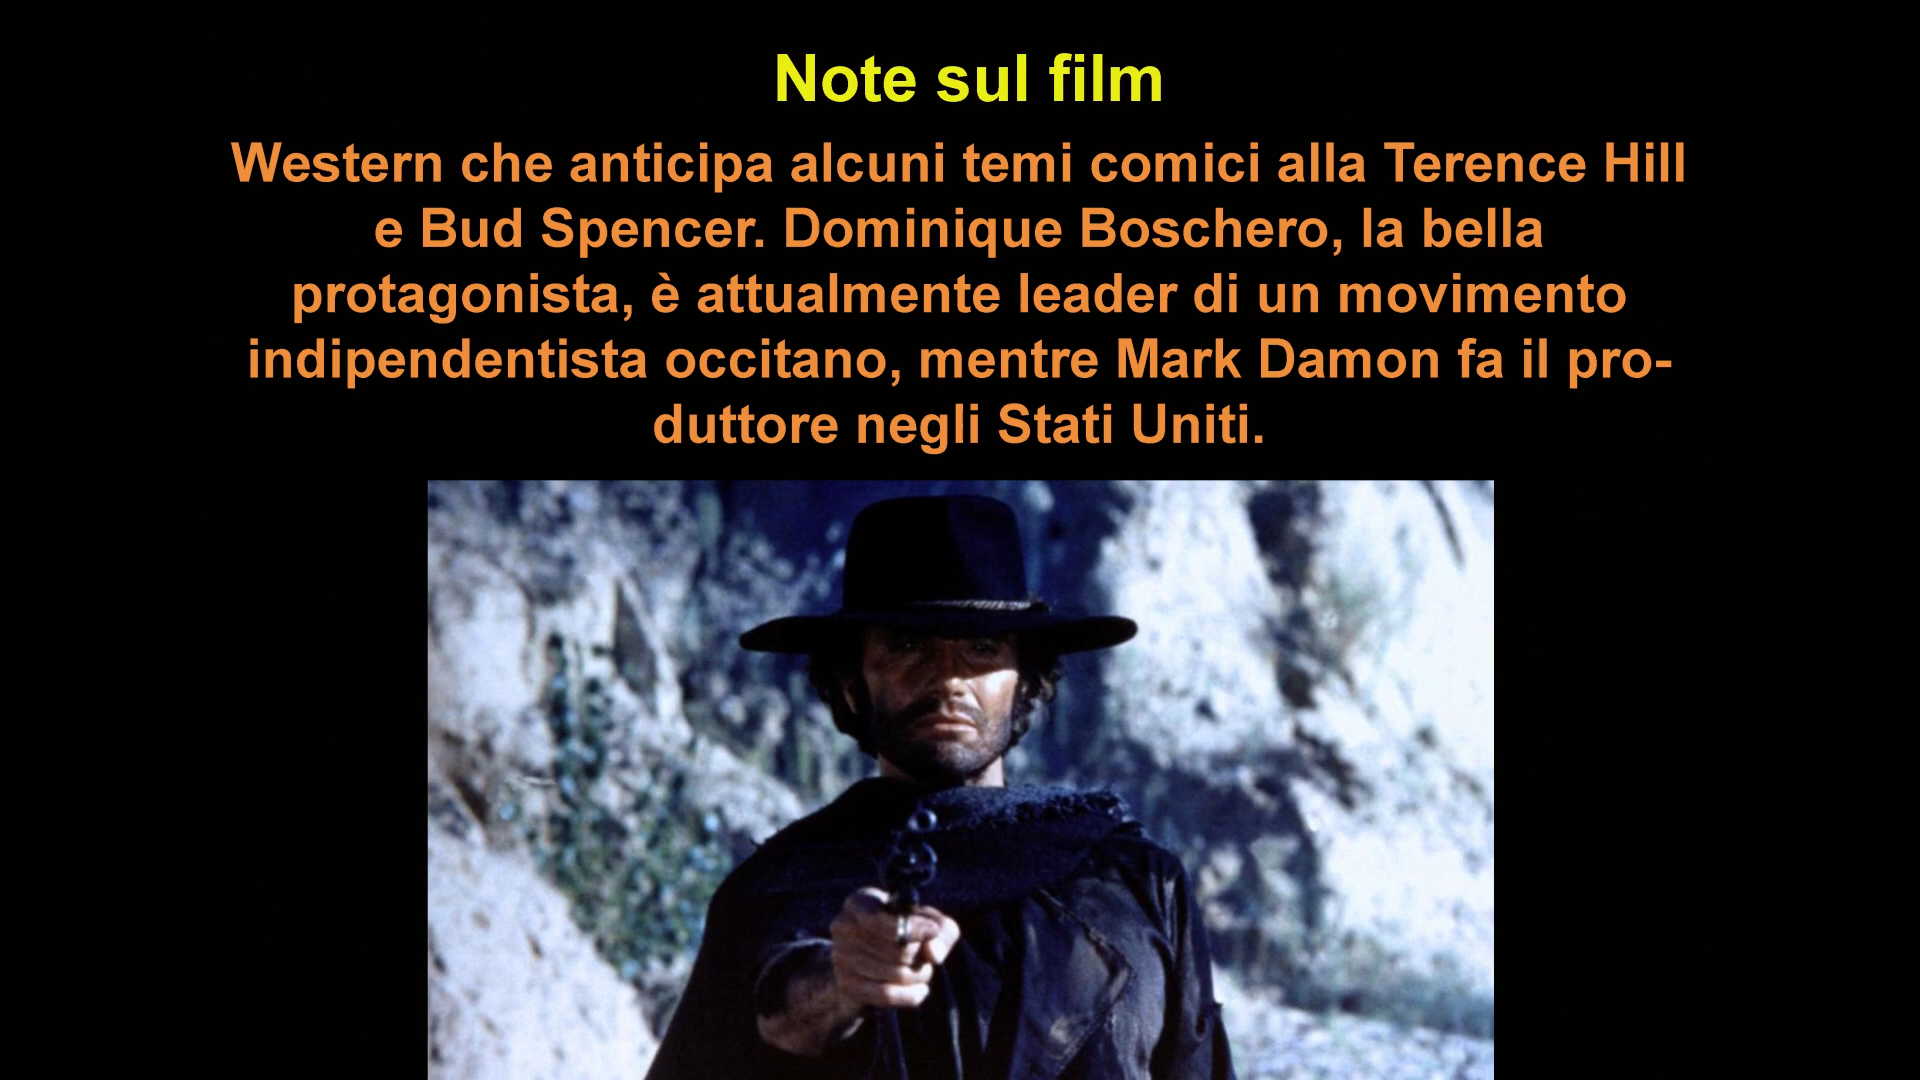 Note sul film
Western che anticipa alcuni temi comici alla Terence Hill
e Bud Spencer. Dominique Boschero, la bella
protagonista, è attualmente leader di un movimento
indipendentista occitano, mentre Mark Damon fa il pro-
duttore negli Stati Uniti.